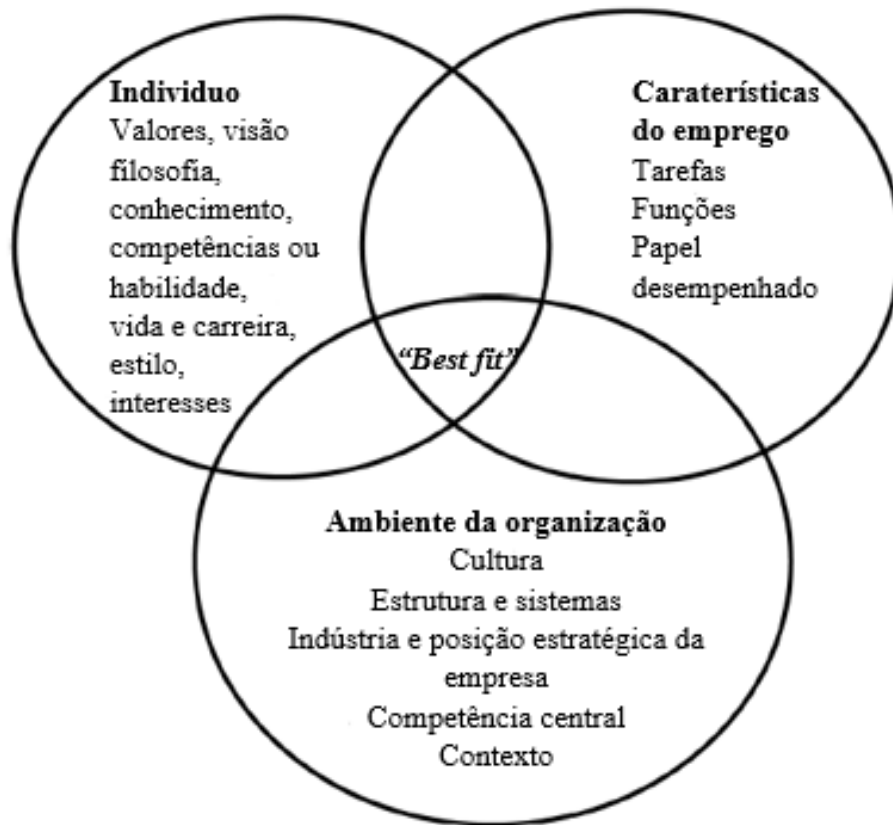 Individuo
Valores, visão
filosofía,
conhecimento,
competências ou
habilidade,
vida e carreira,
estilo,
interesses
Caraterísticas
do emprego
Tarefas
Funções
Papel
desempenhado
“Best fit”
Ambiente da organização
Cultura
Estrutura e sistemas
Indústria e posição estratégica da
empresa
Competência central
Contexto